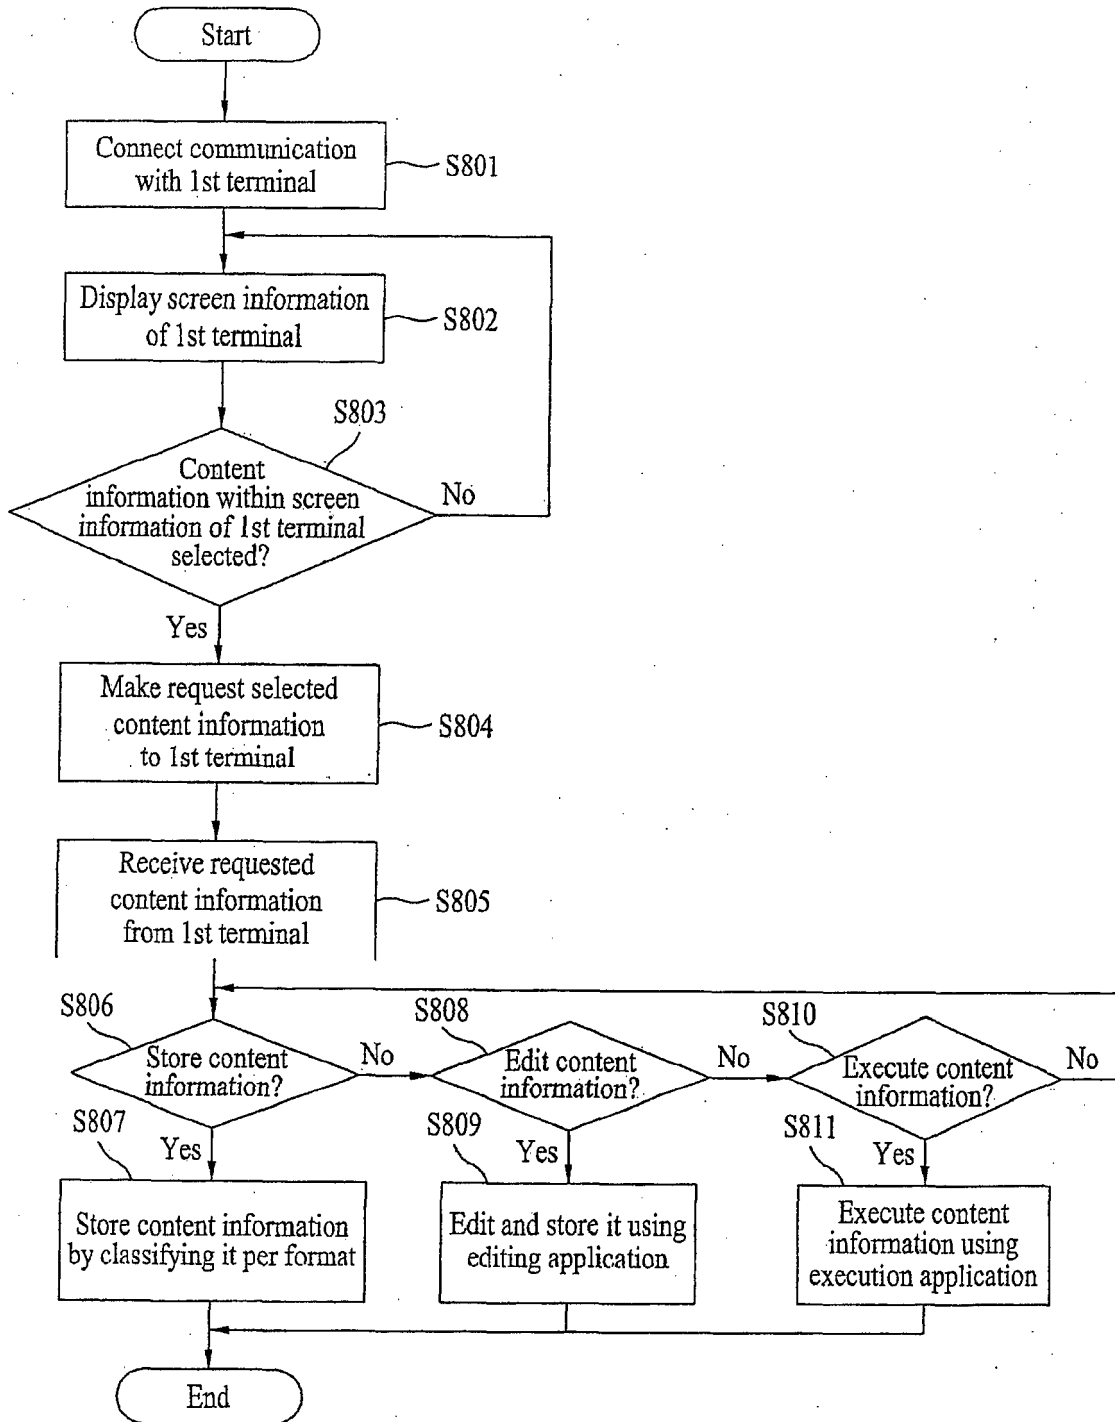 Start
Connect communication
with 1st terminal
S801
Display screen information
of 1st terminal
S802
S803
Content
information within screen
information of 1st terminal
selected?
No
Yes
Make request selected
content information
to 1st terminal
S804
Receive requested
content information
from 1st terminal
S805
S806
Store content
information?
No
S808
Edit content
information?
No
S810
Execute content
information?
No
S807
Yes
Store content information
by classifying it per format
S809
Yes
Edit and store it using
editing application
S811
Yes
Execute content
information using
execution application
End